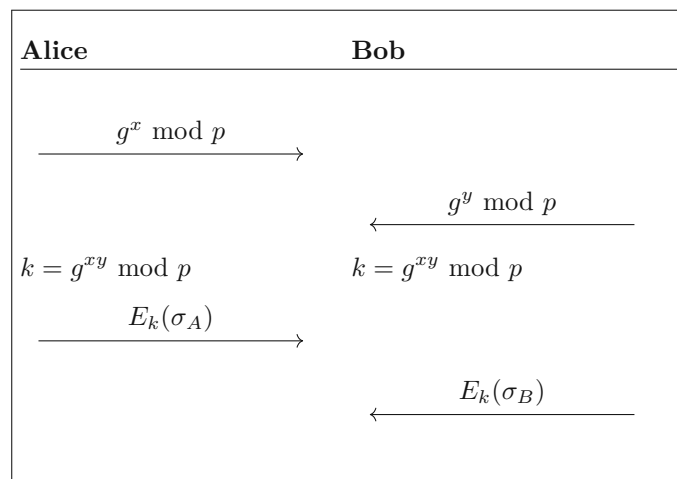 Alice Bob
g^x mod p
g^y mod p
k = g^{xy} mod p k = g^{xy} mod p
E_k(σ_A)
E_k(σ_B)